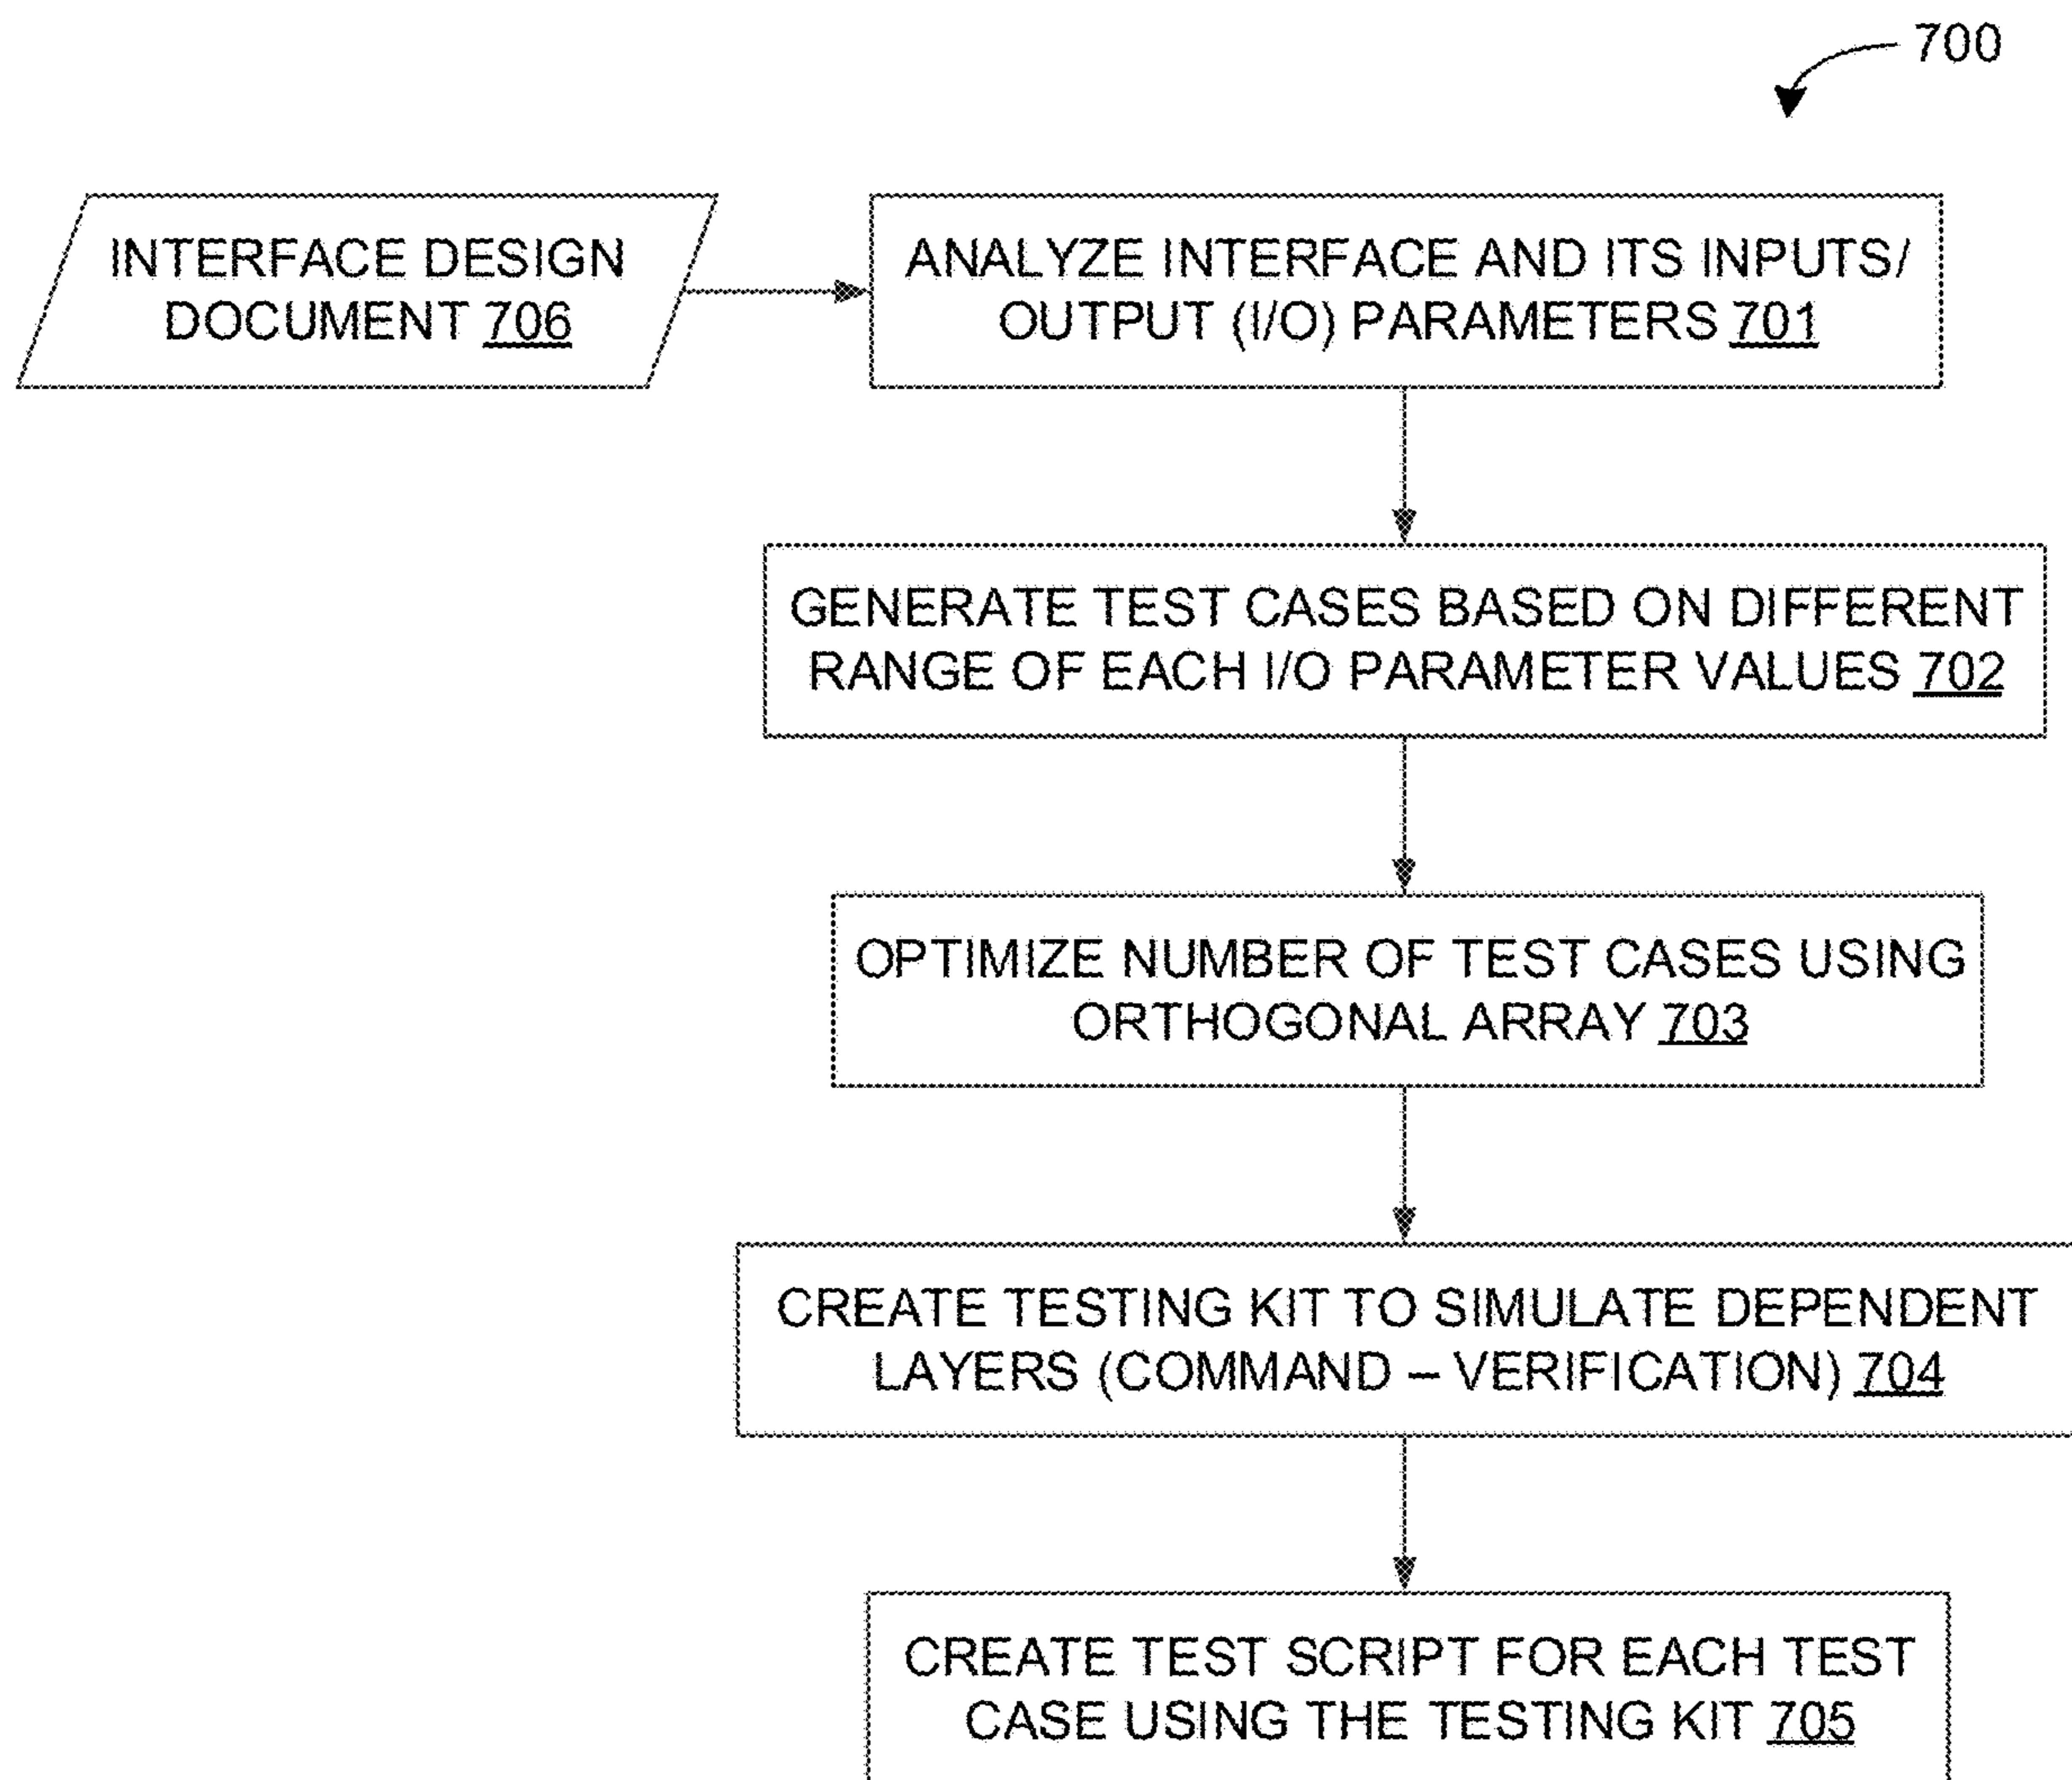 700
INTERFACE DESIGN
DOCUMENT 706
ANALYZE INTERFACE AND ITS INPUTS/
OUTPUT (I/O) PARAMETERS 701
GENERATE TEST CASES BASED ON DIFFERENT
RANGE OF EACH I/O PARAMETER VALUES 702
OPTIMIZE NUMBER OF TEST CASES USING
ORTHOGONAL ARRAY 703
CREATE TESTING KIT TO SIMULATE DEPENDENT
LAYERS (COMMAND – VERIFICATION) 704
CREATE TEST SCRIPT FOR EACH TEST
CASE USING THE TESTING KIT 705